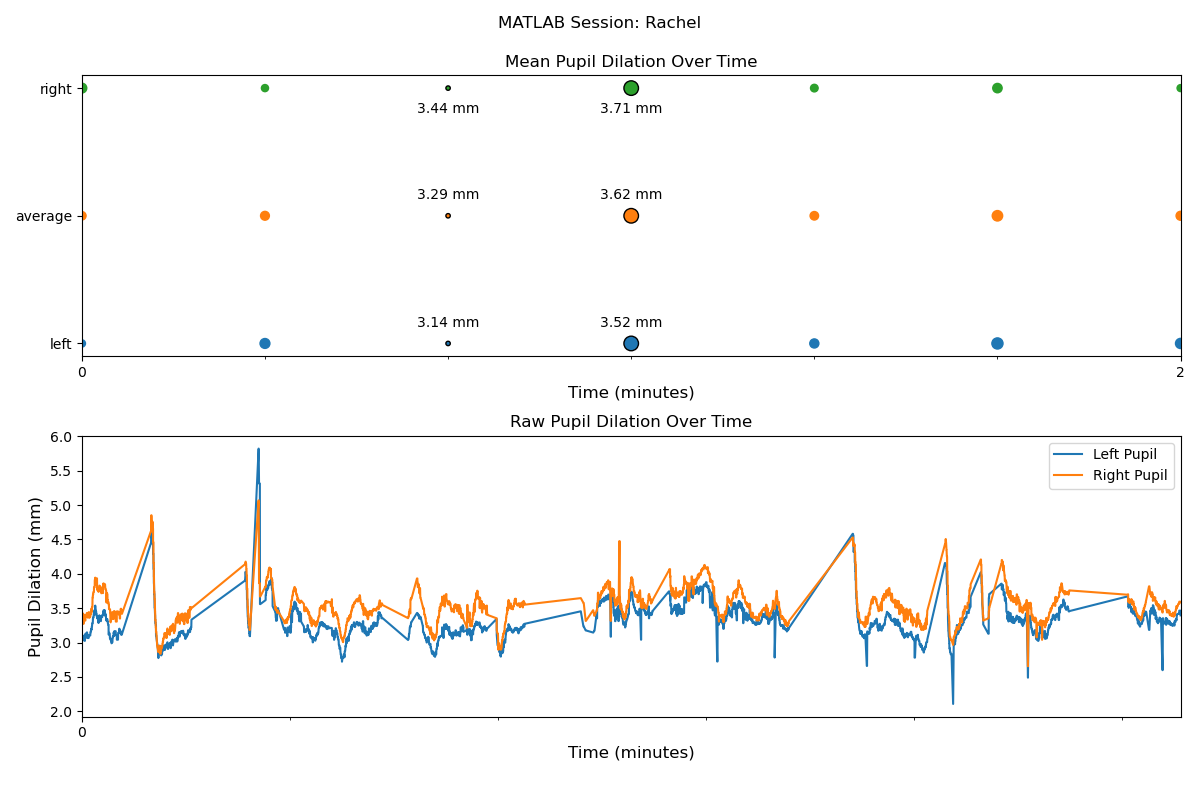 MATLAB Session: Rachel
Mean Pupil Dilation Over Time
right
3.44 mm 3.71 mm
3.29 mm 3.62 mm
average
3.14 mm 3.52 mm
left
0 2
Time (minutes)
Raw Pupil Dilation Over Time
6.0
Left Pupil
5.5
Right Pupil
5.0
4.5
4.0
3.5
3.0
2.5
2.0
Pupil Dilation (mm)
0
Time (minutes)